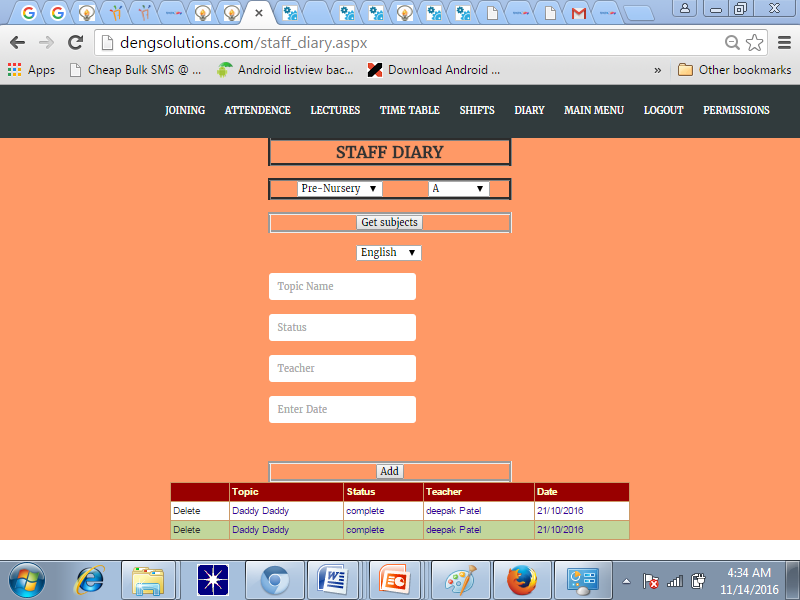 dengsolutions.com/staff_diary.aspx
Apps Cheap Bulk SMS @ ... Android listview bac... Download Android ... » Other bookmarks
JOINING ATTENDENCE LECTURES TIME TABLE SHIFTS DIARY MAIN MENU LOGOUT PERMISSIONS
STAFF DIARY
Pre-Nursery A
Get subjects
English
Topic Name
Status
Teacher
Enter Date
Add
Topic Status Teacher Date
Delete Daddy Daddy complete deepak Patel 21/10/2016
Delete Daddy Daddy complete deepak Patel 21/10/2016
4:34 AM
11/14/2016